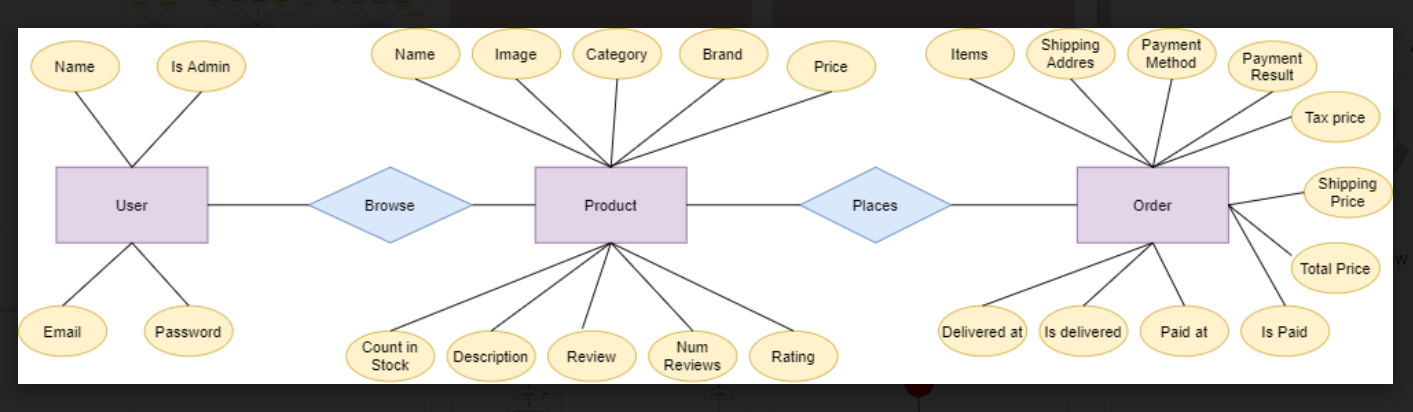 Name
Is Admin
Name
Image
Category
Brand
Price
Items
Shipping
Addres
Payment
Method
Payment
Result
Tax price
User
Browse
Product
Places
Order
Shipping
Price
Total Price
Email
Password
Count in
Stock
Description
Review
Num
Reviews
Rating
Delivered at
Is delivered
Paid at
Is Paid